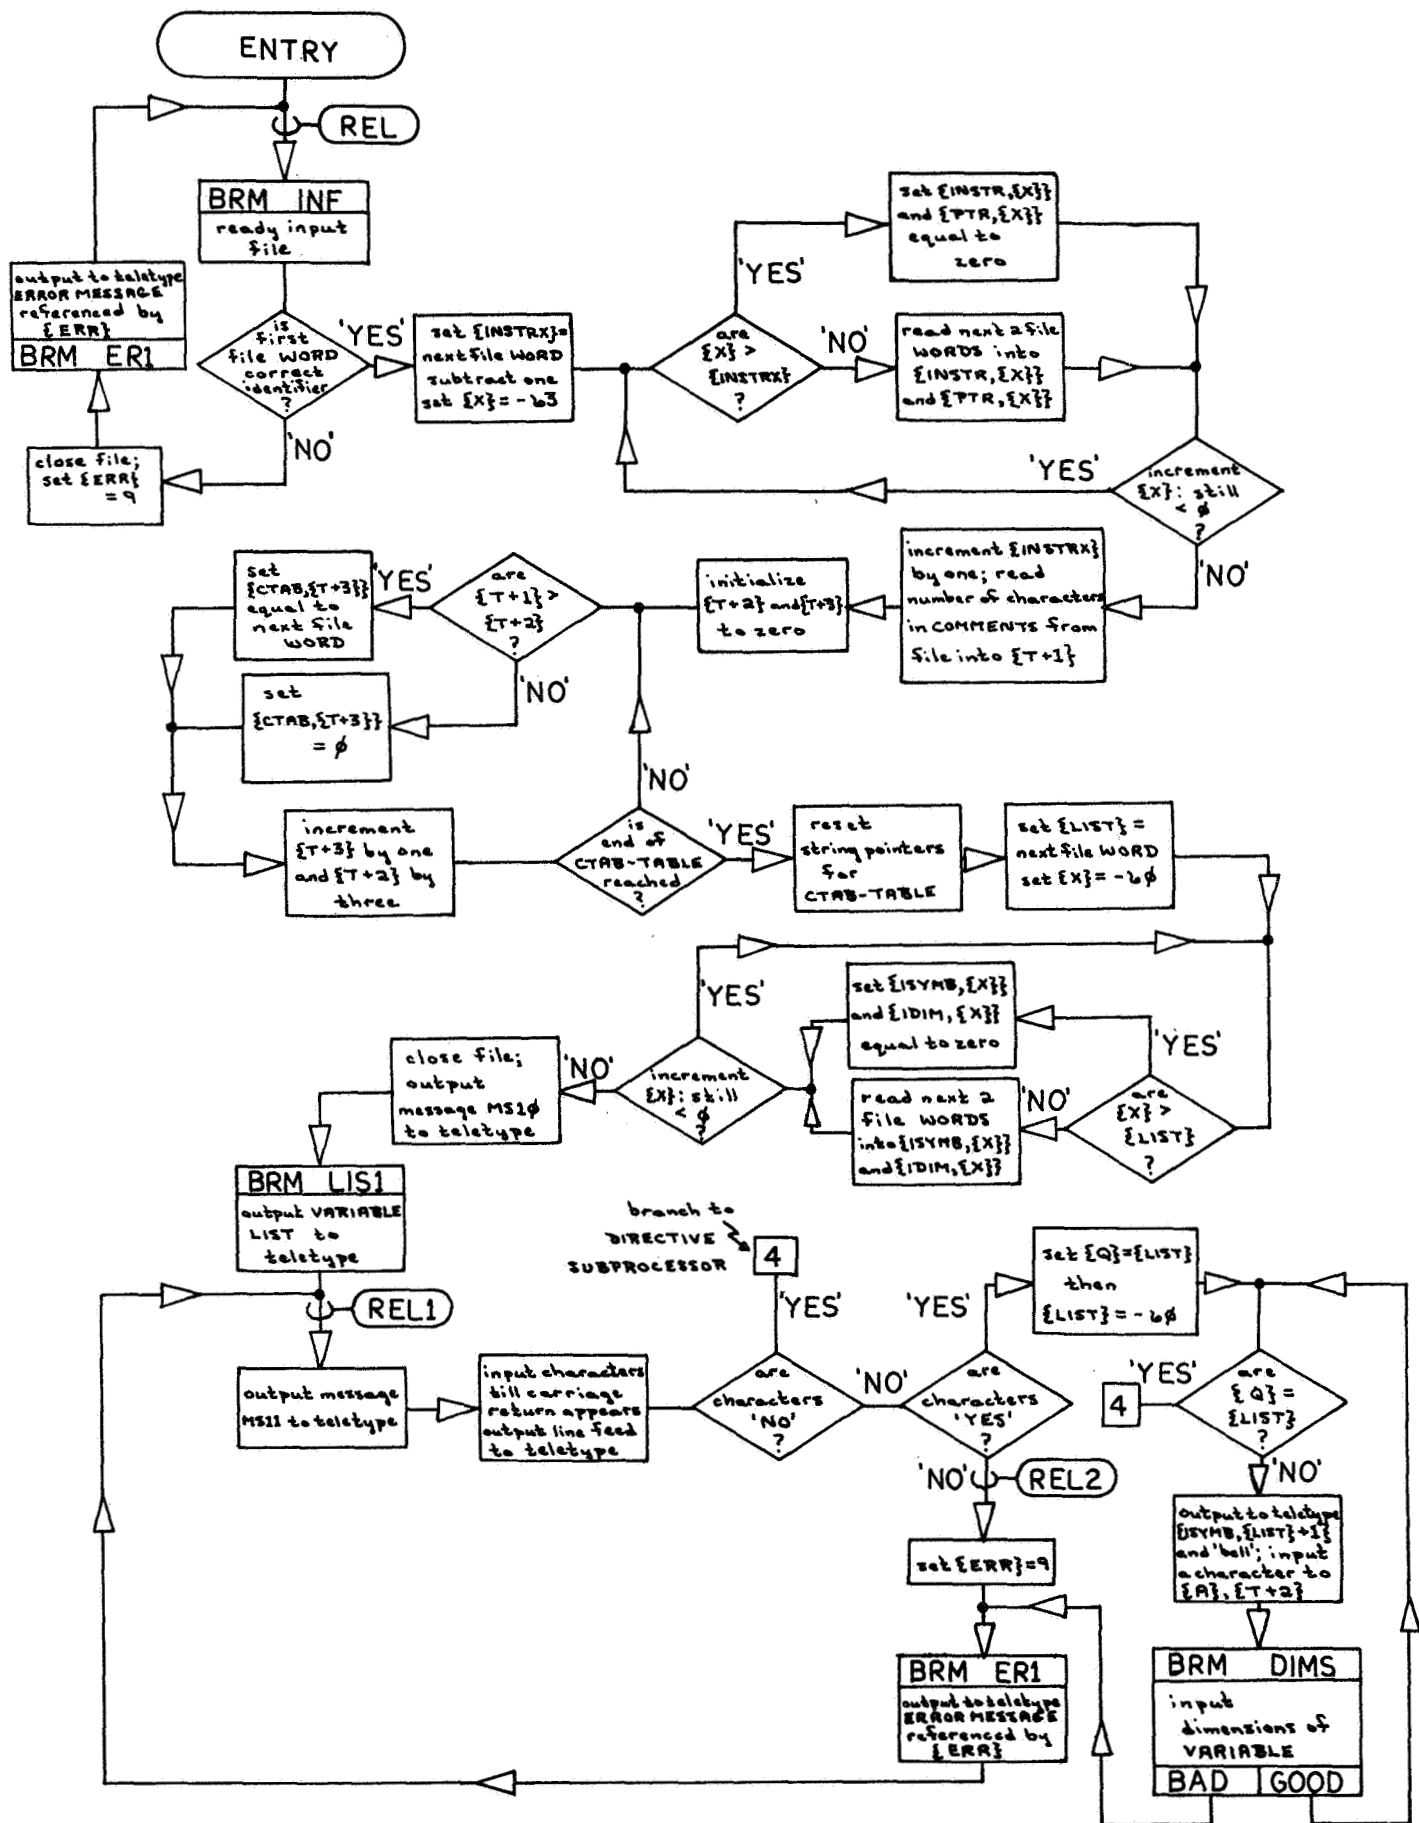 ENTRY
REL
BRM INF
ready input
file
output to teletype
ERROR MESSAGE
referenced by
{ERR}
BRM ER1
is
first
file WORD
correct
identifier
?
'YES'
'NO'
close file;
set {ERR}
= 9
set {INSTRX}=
next file WORD
subtract one
set {X}= -63
are
{X} >
{INSTRX}
?
'YES'
set {INSTR,{X}}
and {PTR,{X}}
equal to
zero
'NO'
read next 2 file
WORDS into
{INSTR,{X}}
and {PTR,{X}}
increment
{X}: still
< ϕ
?
'YES'
'NO'
increment {INSTRX}
by one; read
number of characters
in COMMENTS from
file into {T+1}
initialize
{T+2} and {T+3}
to zero
are
{T+1} >
{T+2}
?
'YES'
set
{CTAB,{T+3}}
equal to
next file
WORD
'NO'
set
{CTAB,{T+3}}
= ϕ
increment
{T+3} by one
and {T+2} by
three
is
end of
CTAB-TABLE
reached
?
'NO'
'YES'
reset
string pointers
for
CTAB-TABLE
set {LIST} =
next file WORD
set {X}= -6ϕ
are
{X} >
{LIST}
?
'YES'
set {ISYMB,{X}}
and {IDIM,{X}}
equal to zero
'NO'
read next 2
file WORDS
into {ISYMB,{X}}
and {IDIM,{X}}
increment
{X}: still
< ϕ
?
'YES'
'NO'
close file;
output
message MS1ϕ
to teletype
BRM LIS1
output VARIABLE
LIST to
teletype
REL1
output message
MS11 to teletype
input characters
till carriage
return appears
output line feed
to teletype
are
characters
'NO'
?
'YES'
4
branch to
DIRECTIVE
SUBPROCESSOR
'NO'
are
characters
'YES'
?
'YES'
set {Q}={LIST}
then
{LIST}= -6ϕ
are
{Q}=
{LIST}
?
'YES'
4
'NO'
output to teletype
{ISYMB,{LIST}+1}
and 'bell'; input
a character to
{A},{T+2}
BRM DIMS
input
dimensions of
VARIABLE
BAD GOOD
'NO'
REL2
set {ERR}=9
BRM ER1
output to teletype
ERROR MESSAGE
referenced by
{ERR}